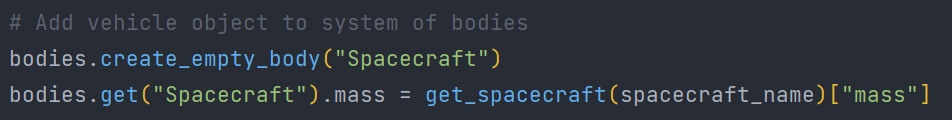 # Add vehicle object to system of bodies
bodies.create_empty_body("Spacecraft")
bodies.get("Spacecraft").mass = get_spacecraft(spacecraft_name)["mass"]